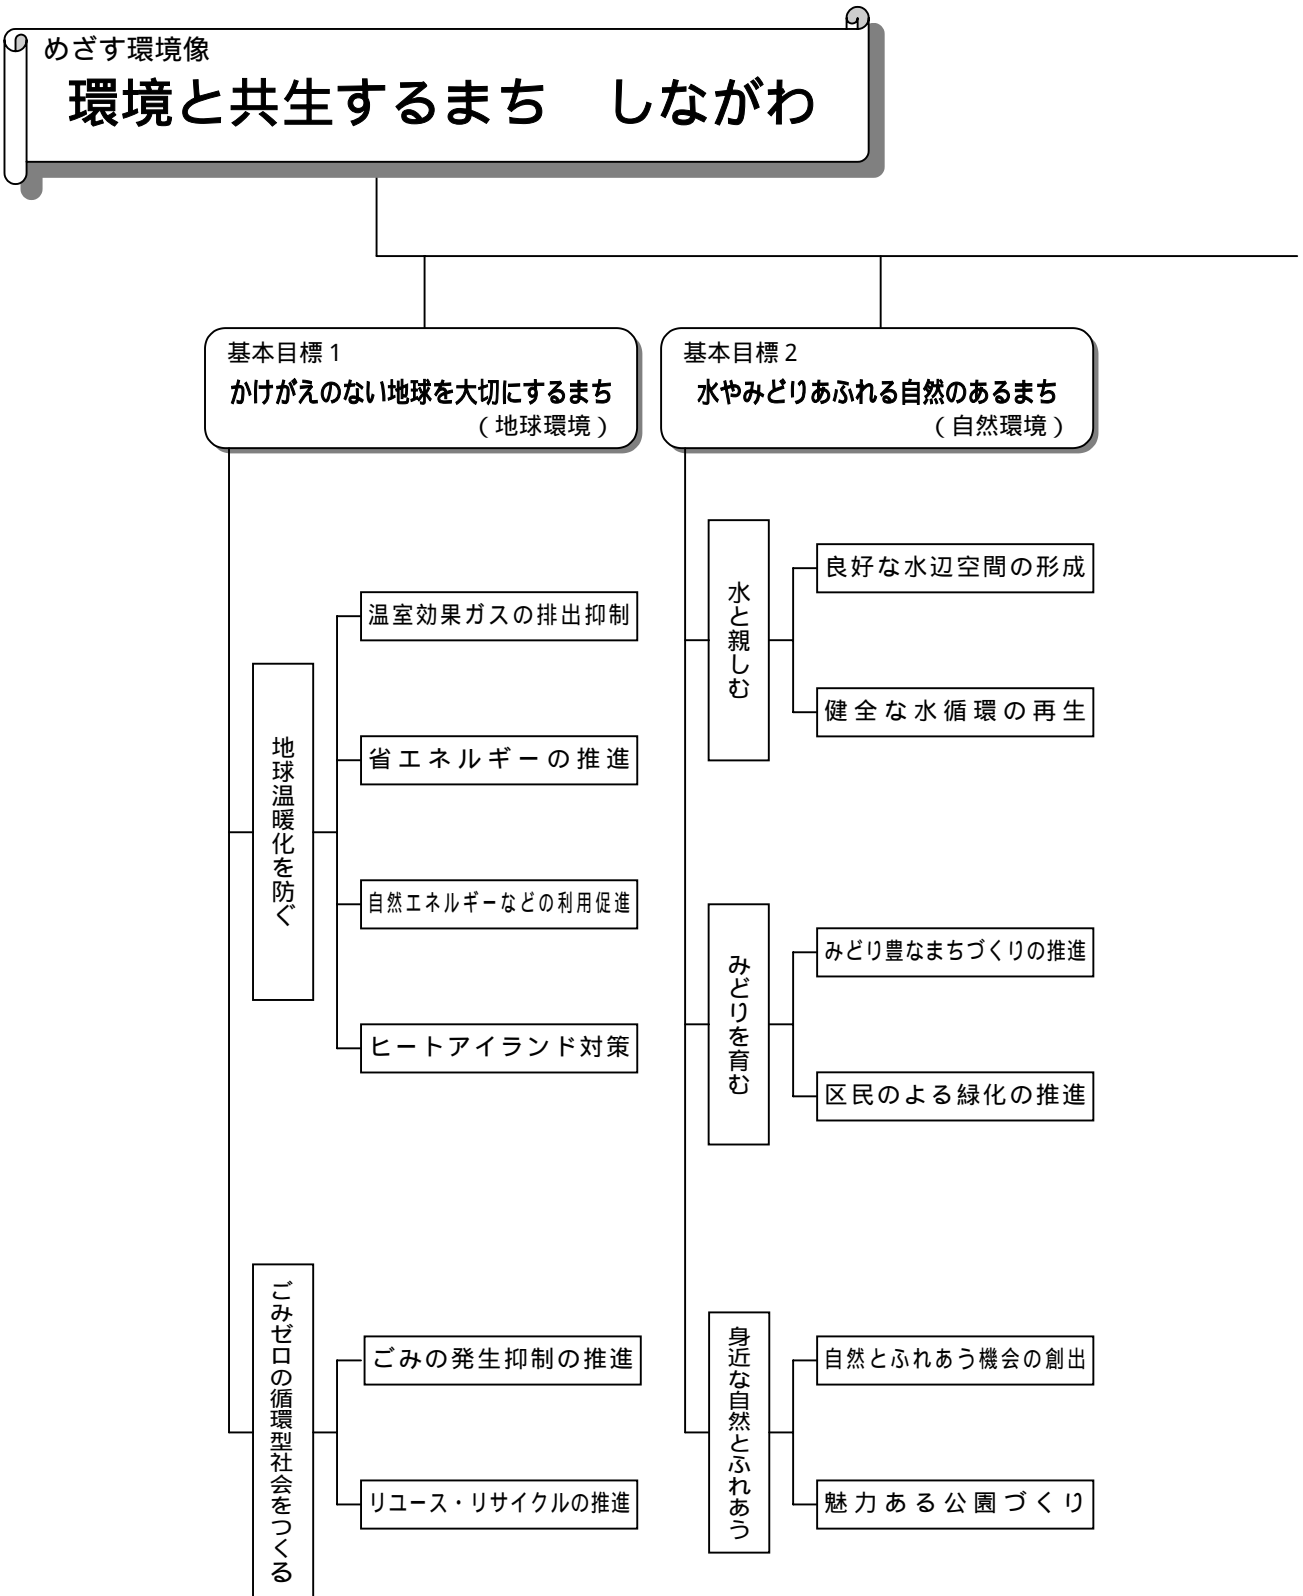 めざす環境像
環境と共生するまち　しながわ
基本目標1
かけがえのない地球を大切にするまち
(地球環境)
地球温暖化を防ぐ
温室効果ガスの排出抑制
省エネルギーの推進
自然エネルギーなどの利用促進
ヒートアイランド対策
ごみゼロの循環型社会をつくる
ごみの発生抑制の推進
リユース・リサイクルの推進
基本目標2
水やみどりあふれる自然のあるまち
(自然環境)
水と親しむ
良好な水辺空間の形成
健全な水循環の再生
みどりを育む
みどり豊なまちづくりの推進
区民のよる緑化の推進
身近な自然とふれあう
自然とふれあう機会の創出
魅力ある公園づくり